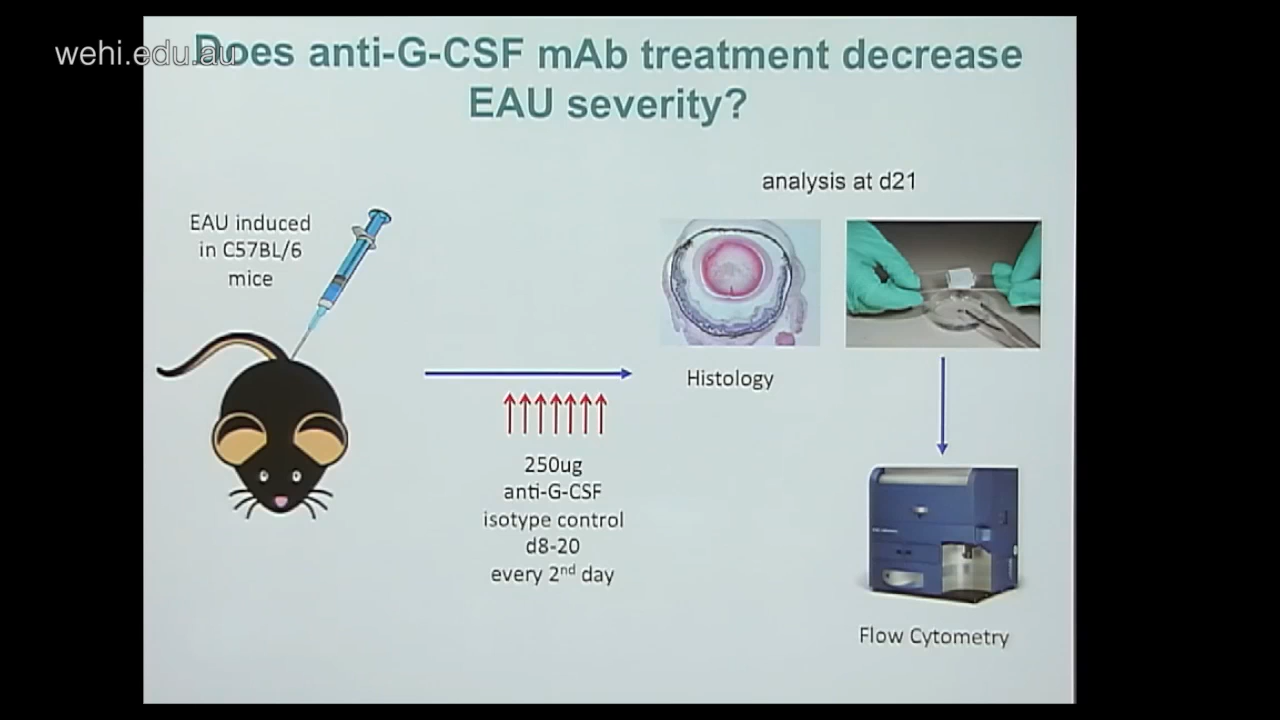 wehi.edu.au
Does anti-G-CSF mAb treatment decrease
EAU severity?
analysis at d21
EAU induced
in C57BL/6
mice
Histology
250ug
anti-G-CSF
isotype control
d8-20
every 2nd day
Flow Cytometry